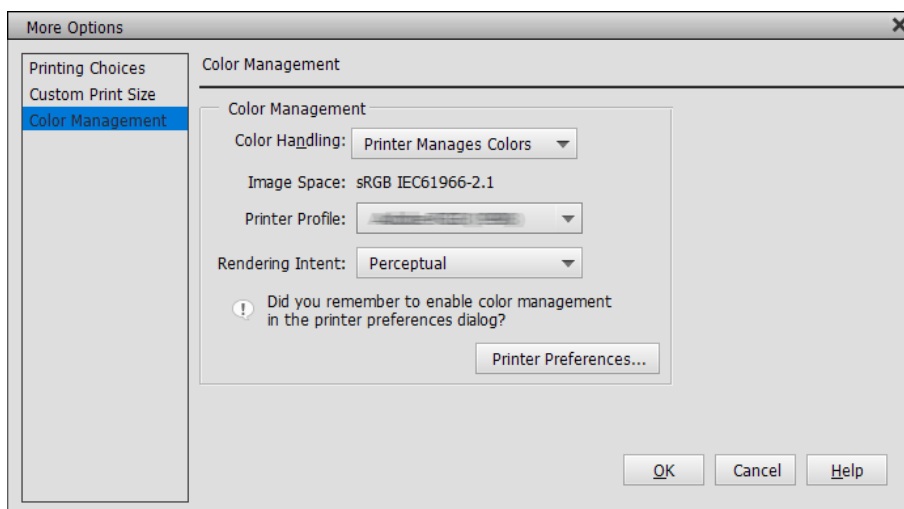 More Options
Printing Choices
Custom Print Size
Color Management
Color Management
Color Management
Color Handling: Printer Manages Colors
Image Space: sRGB IEC61966-2.1
Printer Profile:
Rendering Intent: Perceptual
Did you remember to enable color management
in the printer preferences dialog?
Printer Preferences...
OK Cancel Help